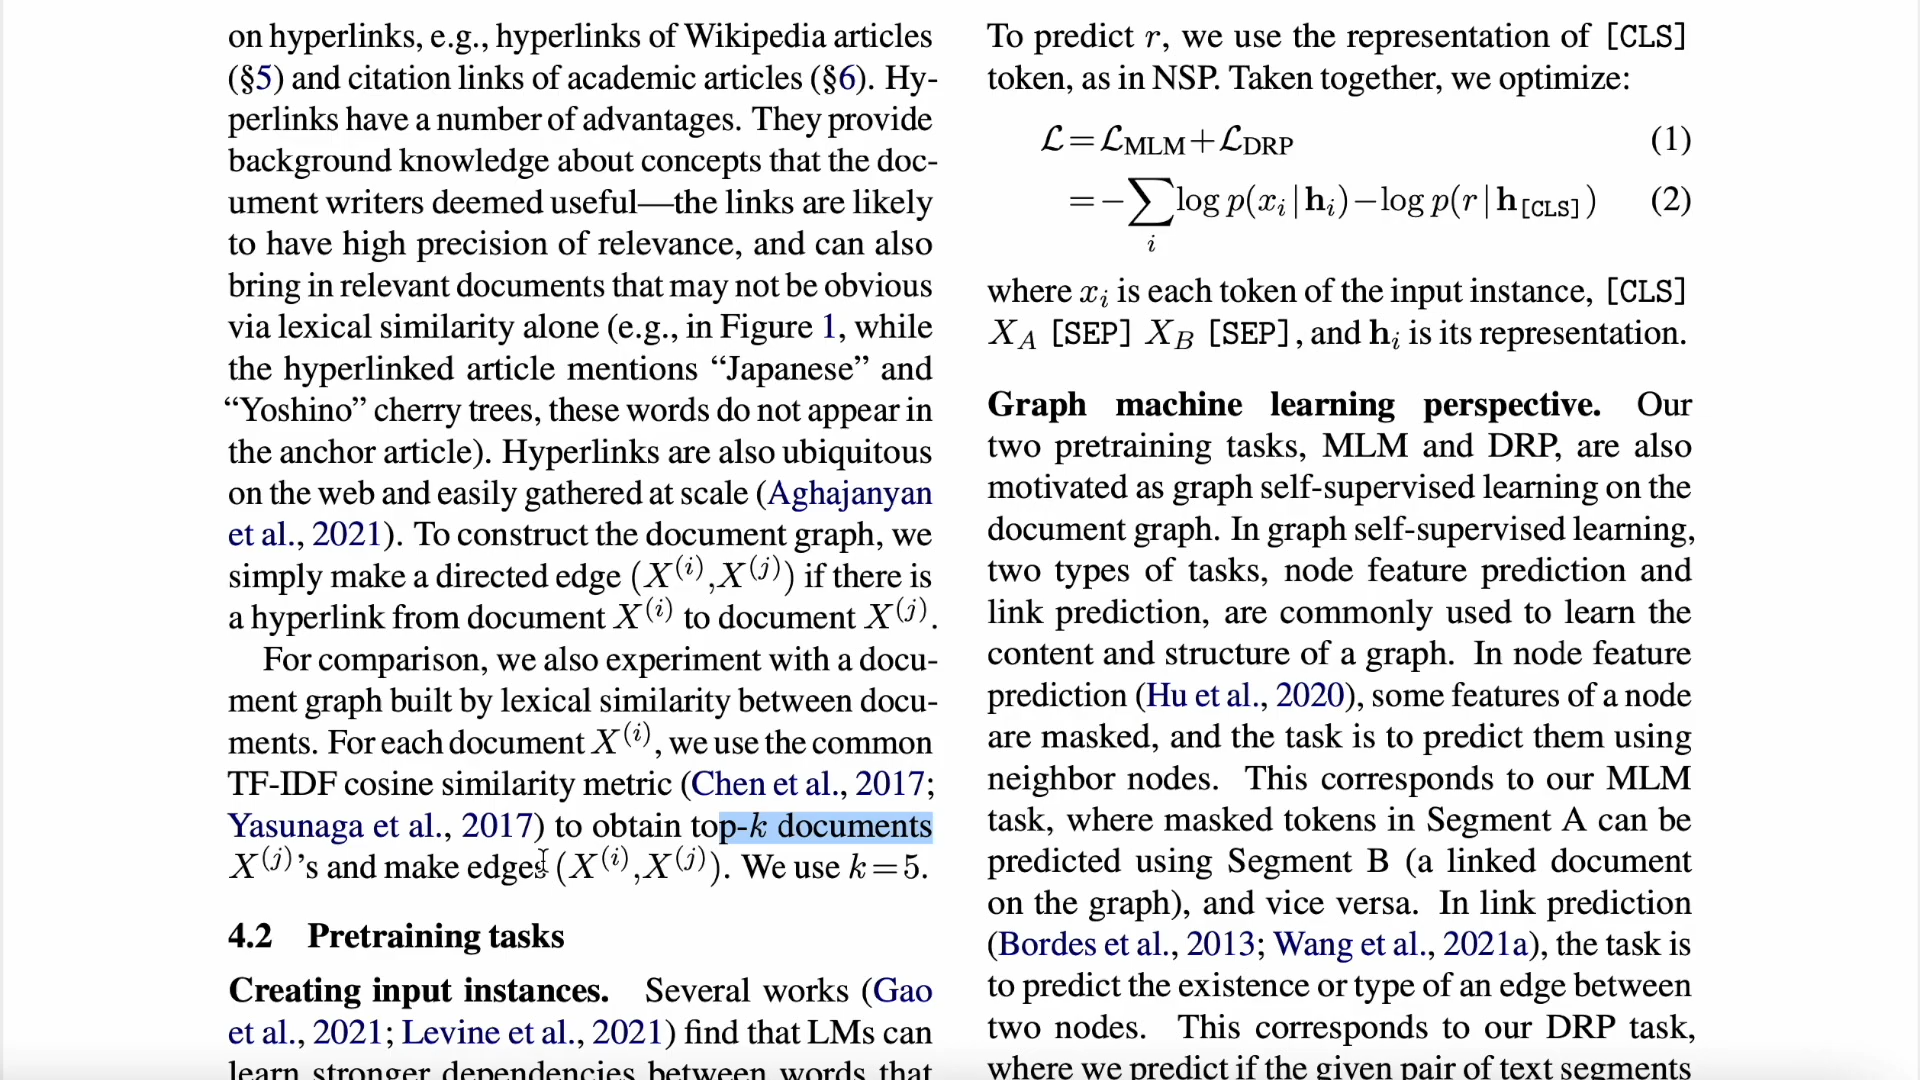 on hyperlinks, e.g., hyperlinks of Wikipedia articles
(§5) and citation links of academic articles (§6). Hy-
perlinks have a number of advantages. They provide
background knowledge about concepts that the doc-
ument writers deemed useful—the links are likely
to have high precision of relevance, and can also
bring in relevant documents that may not be obvious
via lexical similarity alone (e.g., in Figure 1, while
the hyperlinked article mentions “Japanese” and
“Yoshino” cherry trees, these words do not appear in
the anchor article). Hyperlinks are also ubiquitous
on the web and easily gathered at scale (Aghajanyan
et al., 2021). To construct the document graph, we
simply make a directed edge (X^(i), X^(j)) if there is
a hyperlink from document X^(i) to document X^(j).
For comparison, we also experiment with a docu-
ment graph built by lexical similarity between docu-
ments. For each document X^(i), we use the common
TF-IDF cosine similarity metric (Chen et al., 2017;
Yasunaga et al., 2017) to obtain top-k documents
X^(j)’s and make edges (X^(i), X^(j)). We use k=5.
4.2 Pretraining tasks
Creating input instances. Several works (Gao
et al., 2021; Levine et al., 2021) find that LMs can
learn stronger dependencies between words that
To predict r, we use the representation of [CLS]
token, as in NSP. Taken together, we optimize:
ℒ = ℒ_MLM + ℒ_DRP (1)
= − ∑_i log p(x_i | h_i) − log p(r | h_[CLS]) (2)
where x_i is each token of the input instance, [CLS]
X_A [SEP] X_B [SEP], and h_i is its representation.
Graph machine learning perspective. Our
two pretraining tasks, MLM and DRP, are also
motivated as graph self-supervised learning on the
document graph. In graph self-supervised learning,
two types of tasks, node feature prediction and
link prediction, are commonly used to learn the
content and structure of a graph. In node feature
prediction (Hu et al., 2020), some features of a node
are masked, and the task is to predict them using
neighbor nodes. This corresponds to our MLM
task, where masked tokens in Segment A can be
predicted using Segment B (a linked document
on the graph), and vice versa. In link prediction
(Bordes et al., 2013; Wang et al., 2021a), the task is
to predict the existence or type of an edge between
two nodes. This corresponds to our DRP task,
where we predict if the given pair of text segments